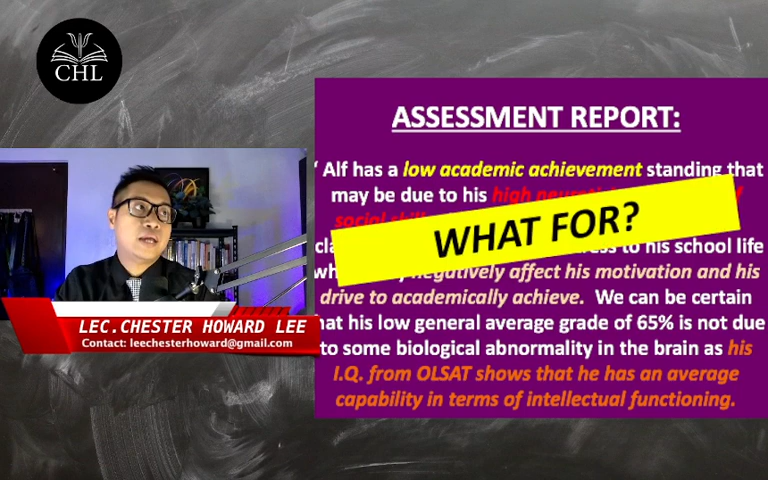 CHL
ASSESSMENT REPORT:
‘ Alf has a low academic achievement standing that
may be due to his high
social
WHAT FOR?
to his school life
negatively affect his motivation and his
drive to academically achieve. We can be certain
hat his low general average grade of 65% is not due
to some biological abnormality in the brain as his
I.Q. from OLSAT shows that he has an average
capability in terms of intellectual functioning.
LEC.CHESTER HOWARD LEE
Contact: leechesterhoward@gmail.com